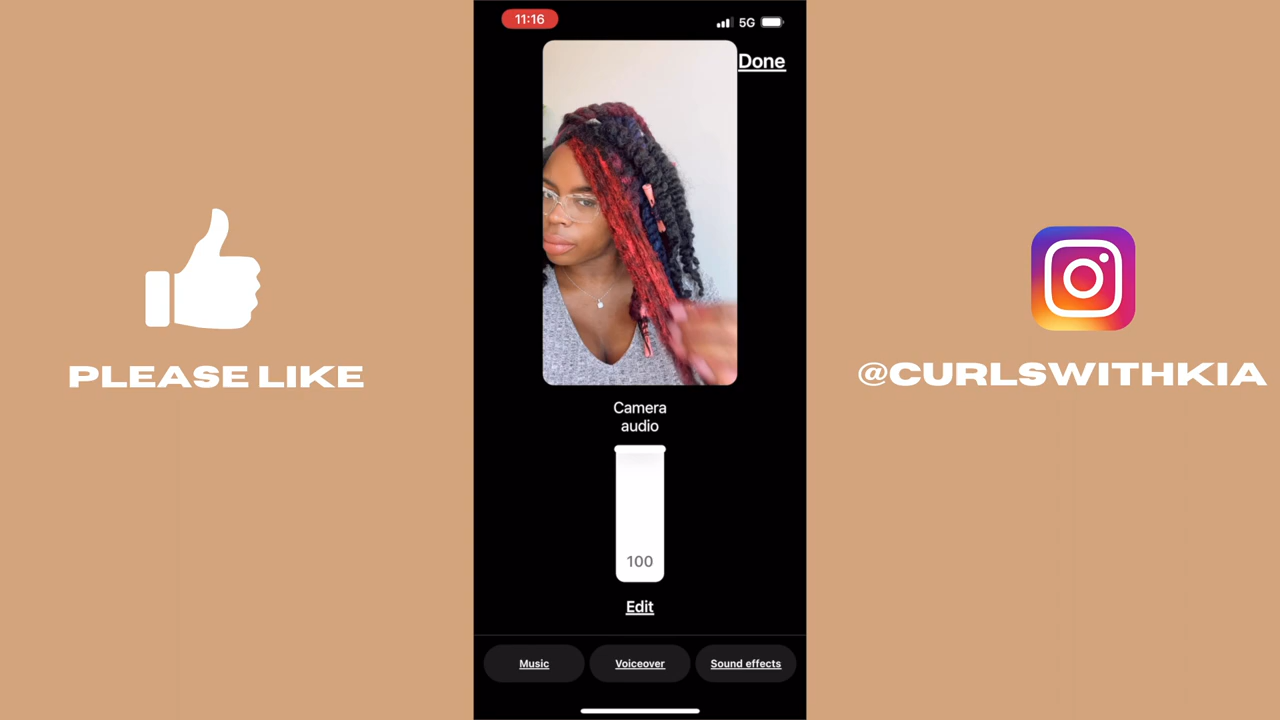 11:16
5G
Done
PLEASE LIKE
@CURLSWITHKIA
Camera
audio
100
Edit
Music
Voiceover
Sound effects